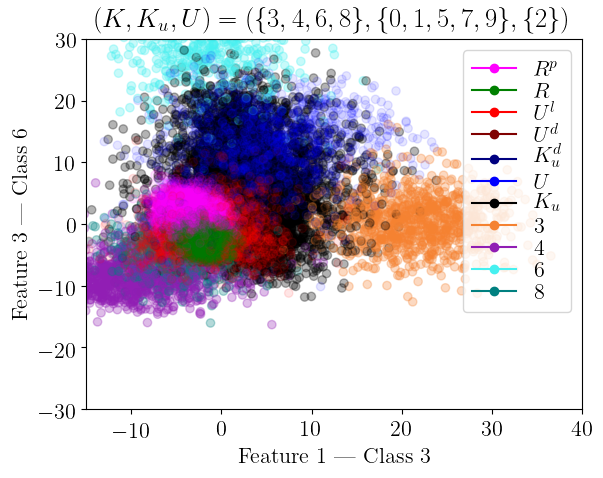 (K, K_u, U) = ({3, 4, 6, 8}, {0, 1, 5, 7, 9}, {2})
Feature 3 — Class 6
30
20
10
0
−10
−20
−30
−10
0
10
20
30
40
Feature 1 — Class 3
R^p
R
U^l
U^d
K_u^d
U
K_u
3
4
6
8